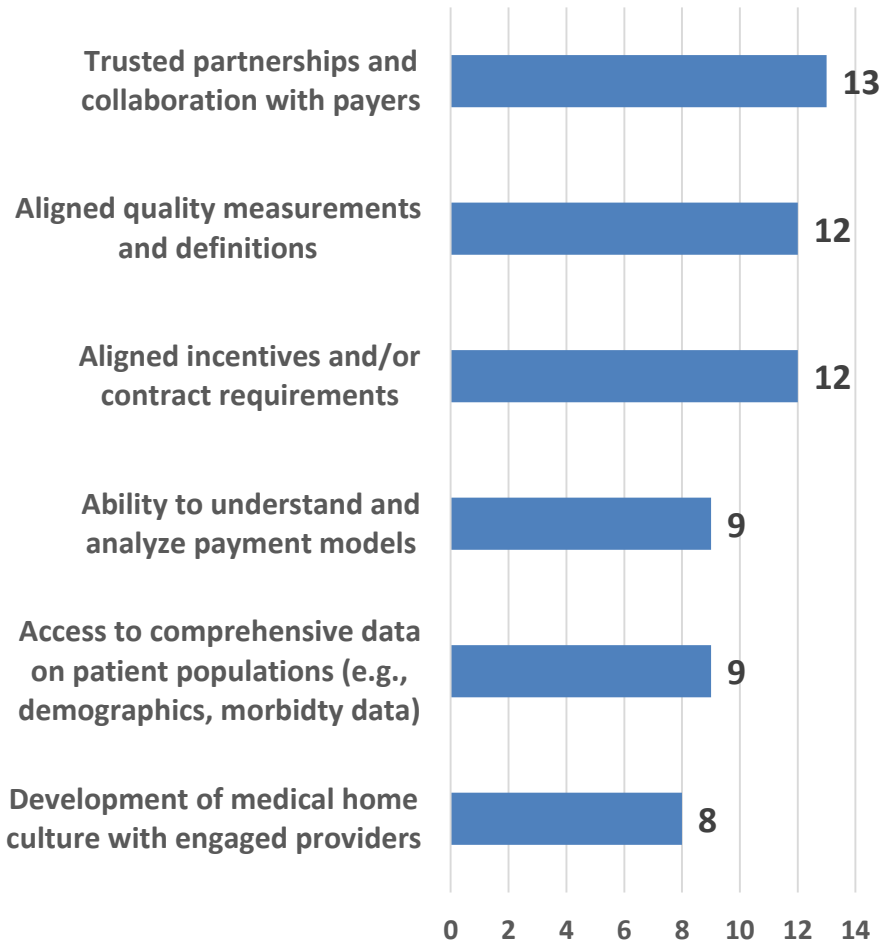 Trusted partnerships and
collaboration with payers
13
Aligned quality measurements
and definitions
12
Aligned incentives and/or
contract requirements
12
Ability to understand and
analyze payment models
9
Access to comprehensive data
on patient populations (e.g.,
demographics, morbidty data)
9
Development of medical home
culture with engaged providers
8
0 2 4 6 8 10 12 14